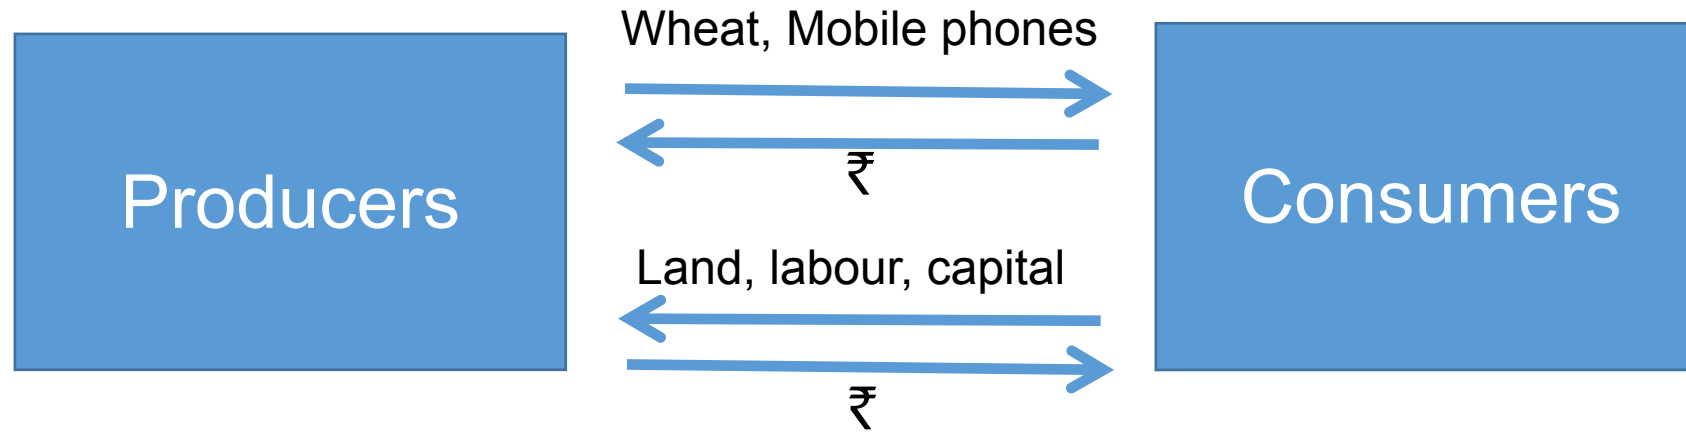 Wheat, Mobile phones
₹
Producers
Consumers
Land, labour, capital
₹